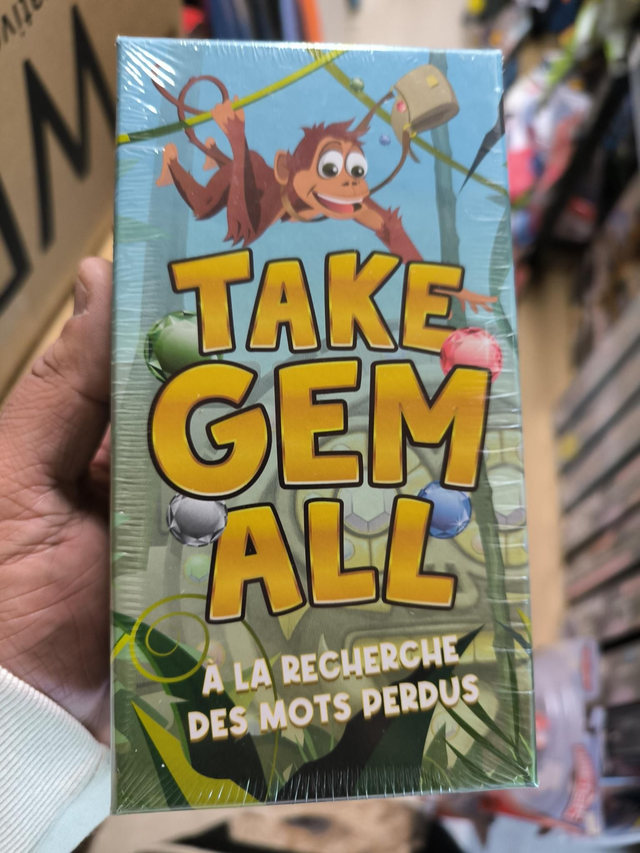 TAKE
GEM
ALL
À LA RECHERCHE
DES MOTS PERDUS